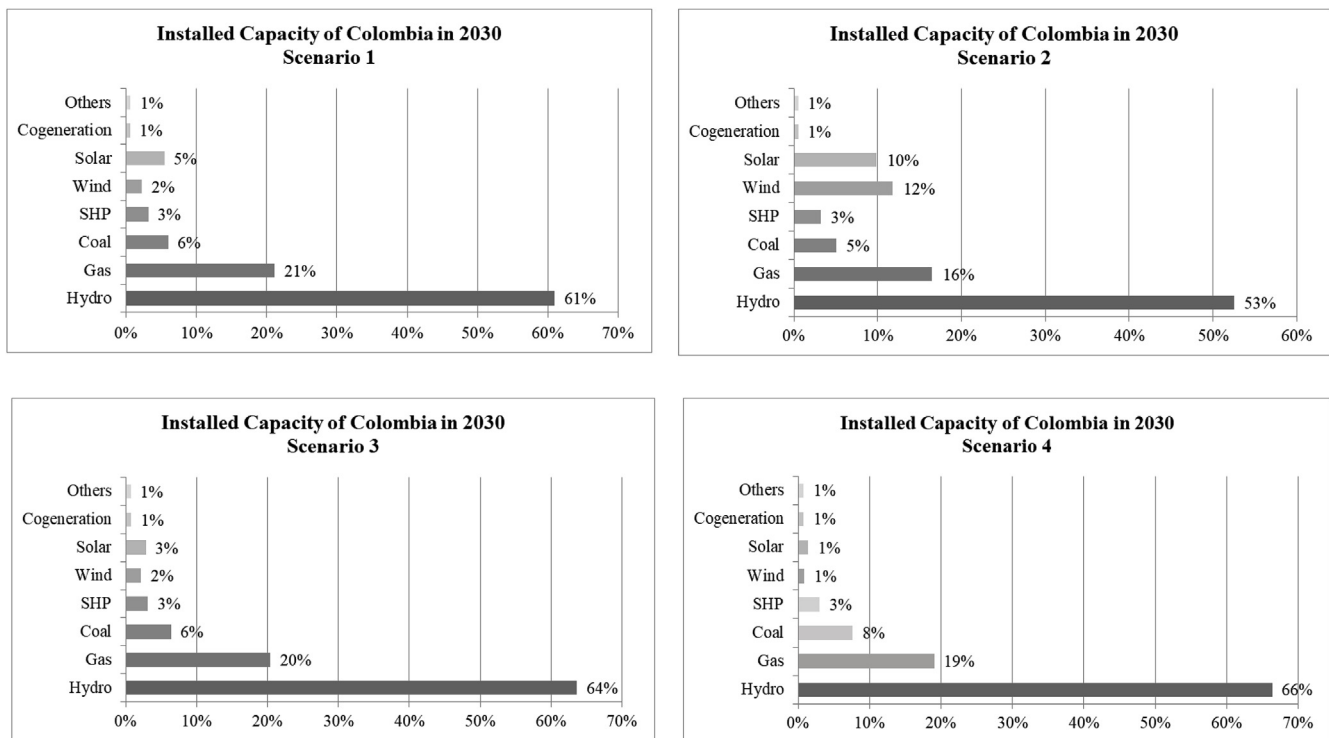 Installed Capacity of Colombia in 2030
Scenario 1
Others 1%
Cogeneration 1%
Solar 5%
Wind 2%
SHP 3%
Coal 6%
Gas 21%
Hydro 61%
0% 10% 20% 30% 40% 50% 60% 70%
Installed Capacity of Colombia in 2030
Scenario 2
Others 1%
Cogeneration 1%
Solar 10%
Wind 12%
SHP 3%
Coal 5%
Gas 16%
Hydro 53%
0% 10% 20% 30% 40% 50% 60%
Installed Capacity of Colombia in 2030
Scenario 3
Others 1%
Cogeneration 1%
Solar 3%
Wind 2%
SHP 3%
Coal 6%
Gas 20%
Hydro 64%
0% 10% 20% 30% 40% 50% 60% 70%
Installed Capacity of Colombia in 2030
Scenario 4
Others 1%
Cogeneration 1%
Solar 1%
Wind 1%
SHP 3%
Coal 8%
Gas 19%
Hydro 66%
0% 10% 20% 30% 40% 50% 60% 70%